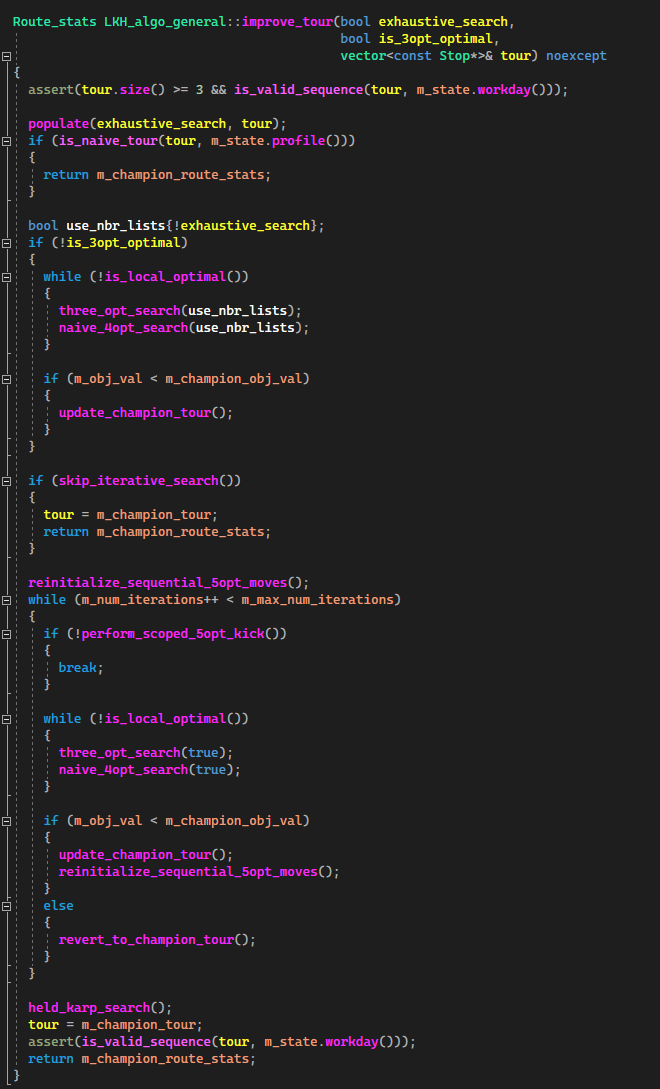 Route_stats LKH_algo_general::improve_tour(bool exhaustive_search,
                                           bool is_3opt_optimal,
                                           vector<const Stop*>& tour) noexcept
{
  assert(tour.size() >= 3 && is_valid_sequence(tour, m_state.workday()));

  populate(exhaustive_search, tour);
  if (is_naive_tour(tour, m_state.profile()))
  {
    return m_champion_route_stats;
  }

  bool use_nbr_lists{!exhaustive_search};
  if (!is_3opt_optimal)
  {
    while (!is_local_optimal())
    {
      three_opt_search(use_nbr_lists);
      naive_4opt_search(use_nbr_lists);
    }

    if (m_obj_val < m_champion_obj_val)
    {
      update_champion_tour();
    }
  }

  if (skip_iterative_search())
  {
    tour = m_champion_tour;
    return m_champion_route_stats;
  }

  reinitialize_sequential_5opt_moves();
  while (m_num_iterations++ < m_max_num_iterations)
  {
    if (!perform_scoped_5opt_kick())
    {
      break;
    }

    while (!is_local_optimal())
    {
      three_opt_search(true);
      naive_4opt_search(true);
    }

    if (m_obj_val < m_champion_obj_val)
    {
      update_champion_tour();
      reinitialize_sequential_5opt_moves();
    }
    else
    {
      revert_to_champion_tour();
    }
  }

  held_karp_search();
  tour = m_champion_tour;
  assert(is_valid_sequence(tour, m_state.workday()));
  return m_champion_route_stats;
}